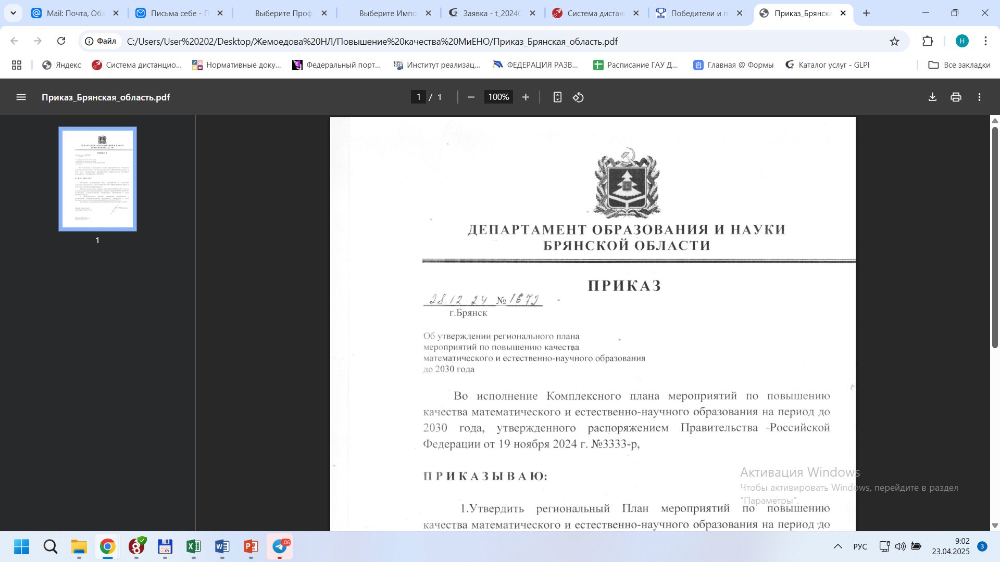 Mail: Почта, Обл
Письма себе - П
Выберите Проф
Выберите Импо
Заявка - t_20240
Система дистан
Победители и п
Приказ_Брянска
Файл
C:/Users/User%20202/Desktop/Жемоедова%20НЛ/Повышение%20качества%20МиЕНО/Приказ_Брянская_область.pdf
Н
Яндекс
Система дистанцио...
Нормативные доку...
Федеральный порт...
Институт реализац...
ФЕДЕРАЦИЯ РАЗВ...
Расписание ГАУ Д...
Главная @ Формы
Каталог услуг - GLPI
Все закладки
Приказ_Брянская_область.pdf
1 / 1
100%
1
ДЕПАРТАМЕНТ ОБРАЗОВАНИЯ И НАУКИ
БРЯНСКОЙ ОБЛАСТИ
ПРИКАЗ
28.12.24 № 1672
г.Брянск
Об утверждении регионального плана
мероприятий по повышению качества
математического и естественно-научного образования
до 2030 года
Во исполнение Комплексного плана мероприятий по повышению
качества математического и естественно-научного образования на период до
2030 года, утвержденного распоряжением Правительства Российской
Федерации от 19 ноября 2024 г. №3333-р,
П Р И К А З Ы В А Ю:
1.Утвердить региональный План мероприятий по повышению
качества математического и естественно-научного образования на период до
Активация Windows
Чтобы активировать Windows, перейдите в раздел
"Параметры".
РУС
9:02
23.04.2025
3